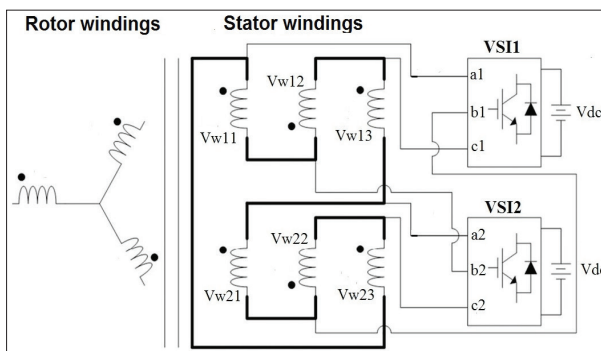 Rotor windings
Stator windings
VSI1
Vw12
a1
b1
Vdc
Vw11
Vw13
c1
VSI2
a2
Vw22
b2
Vdc
Vw21
Vw23
c2